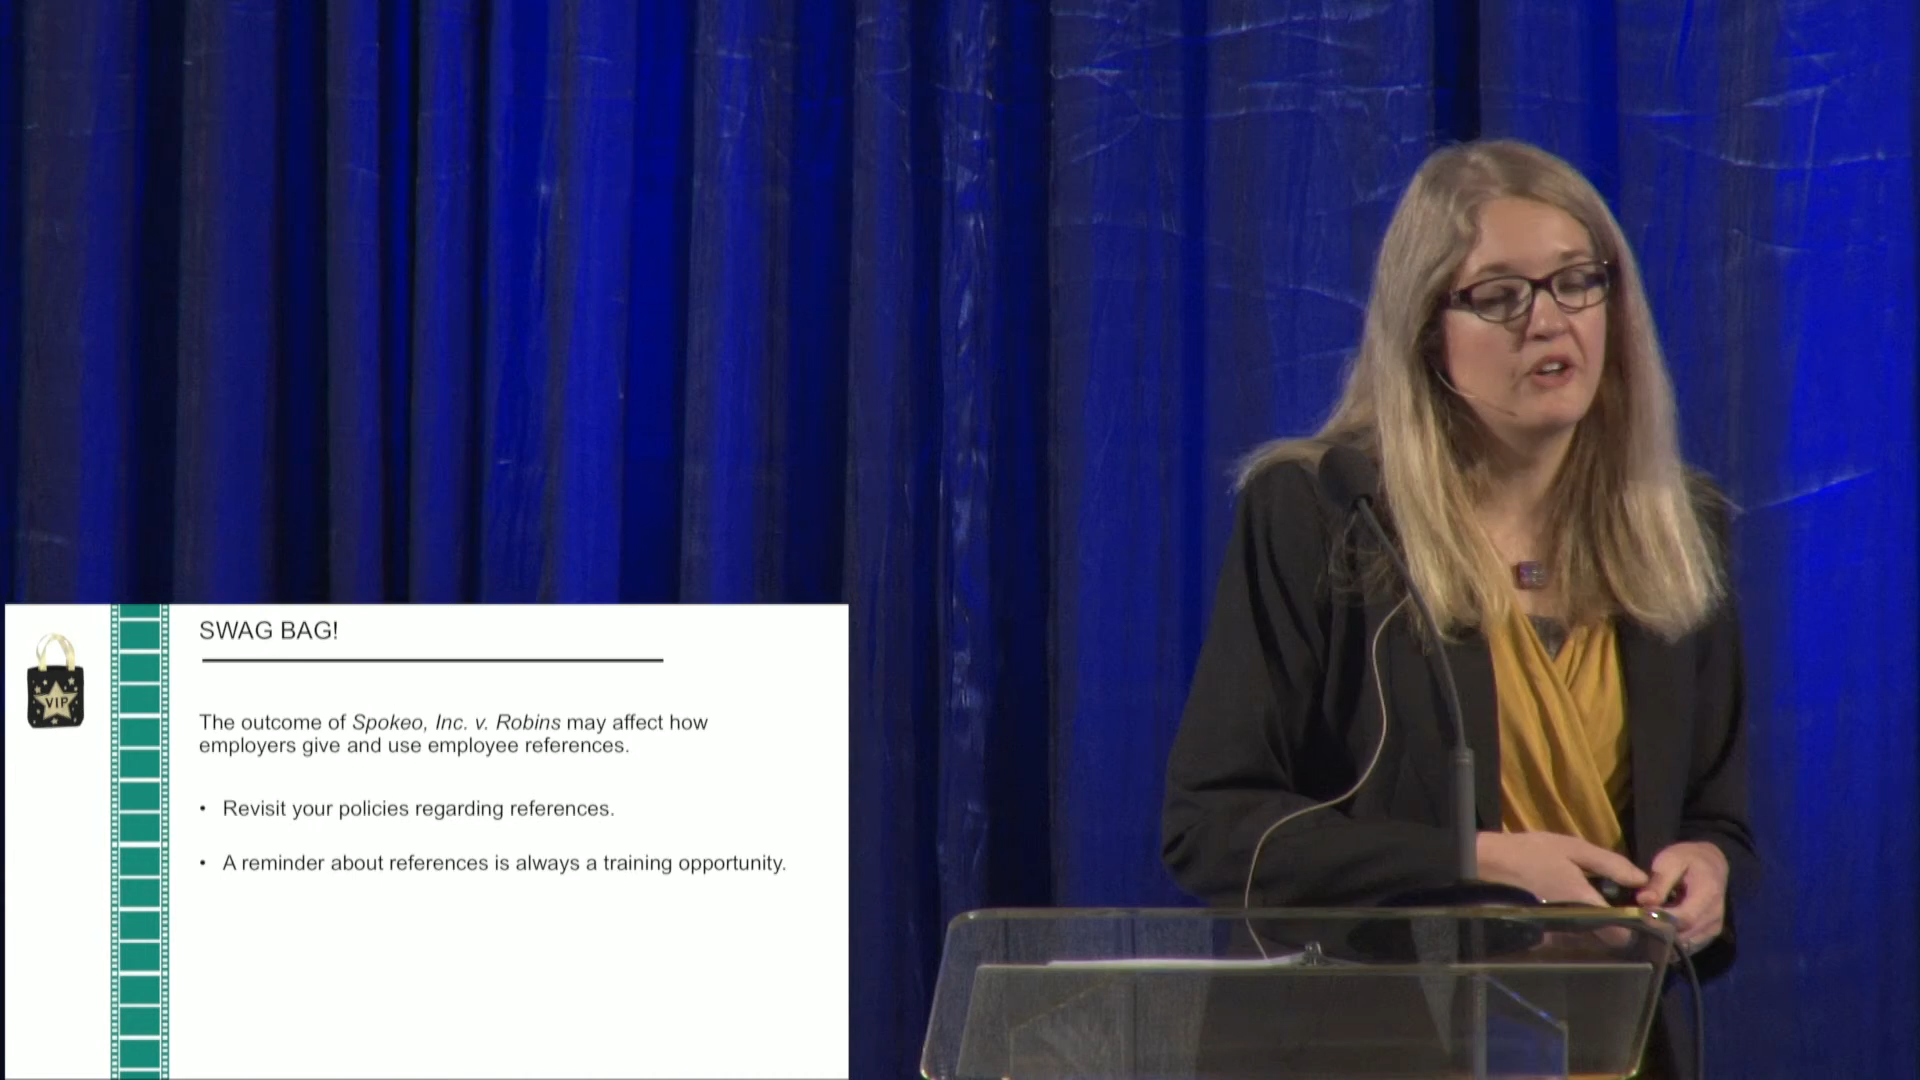 SWAG BAG!
VIP
The outcome of Spokeo, Inc. v. Robins may affect how
employers give and use employee references.
• Revisit your policies regarding references.
• A reminder about references is always a training opportunity.